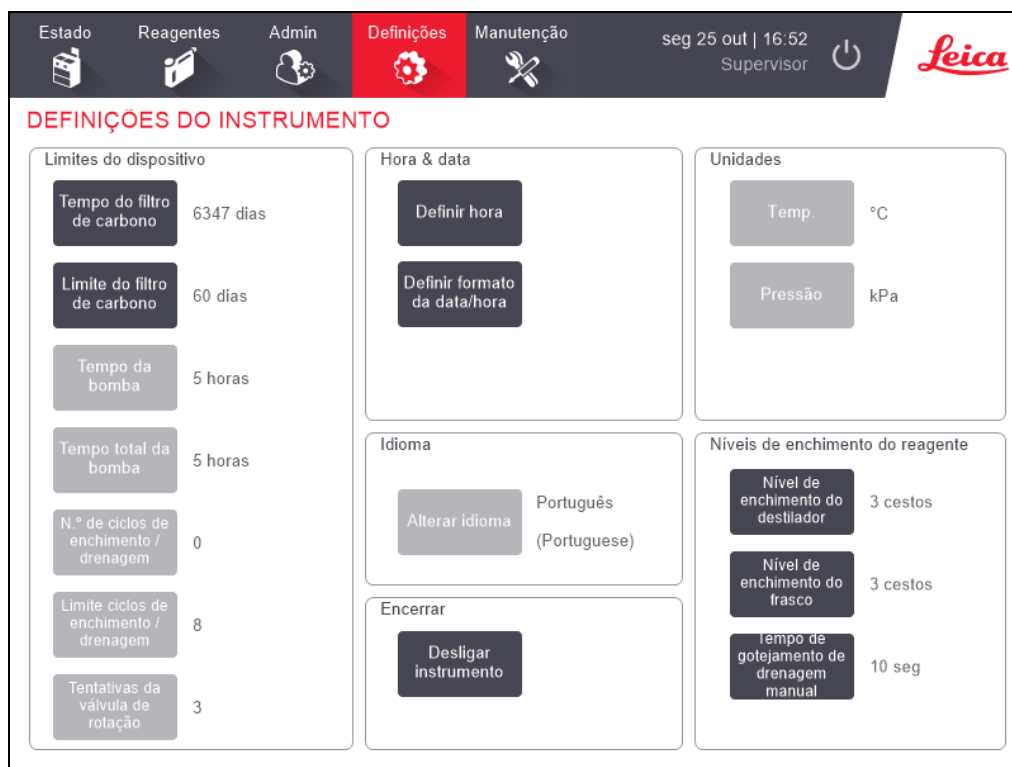 Estado Reagentes Admin Definições Manutenção
seg 25 out | 16:52
Supervisor
Leica
DEFINIÇÕES DO INSTRUMENTO
Limites do dispositivo
Tempo do filtro
de carbono
6347 dias
Limite do filtro
de carbono
60 dias
Tempo da
bomba
5 horas
Tempo total da
bomba
5 horas
N.º de ciclos de
enchimento /
drenagem
0
Limite ciclos de
enchimento /
drenagem
8
Tentativas da
válvula de
rotação
3
Hora & data
Definir hora
Definir formato
da data/hora
Idioma
Alterar idioma
Português
(Portuguese)
Encerrar
Desligar
instrumento
Unidades
Temp.
°C
Pressão
kPa
Níveis de enchimento do reagente
Nível de
enchimento do
destilador
3 cestos
Nível de
enchimento do
frasco
3 cestos
Tempo de
gotejamento de
drenagem
manual
10 seg